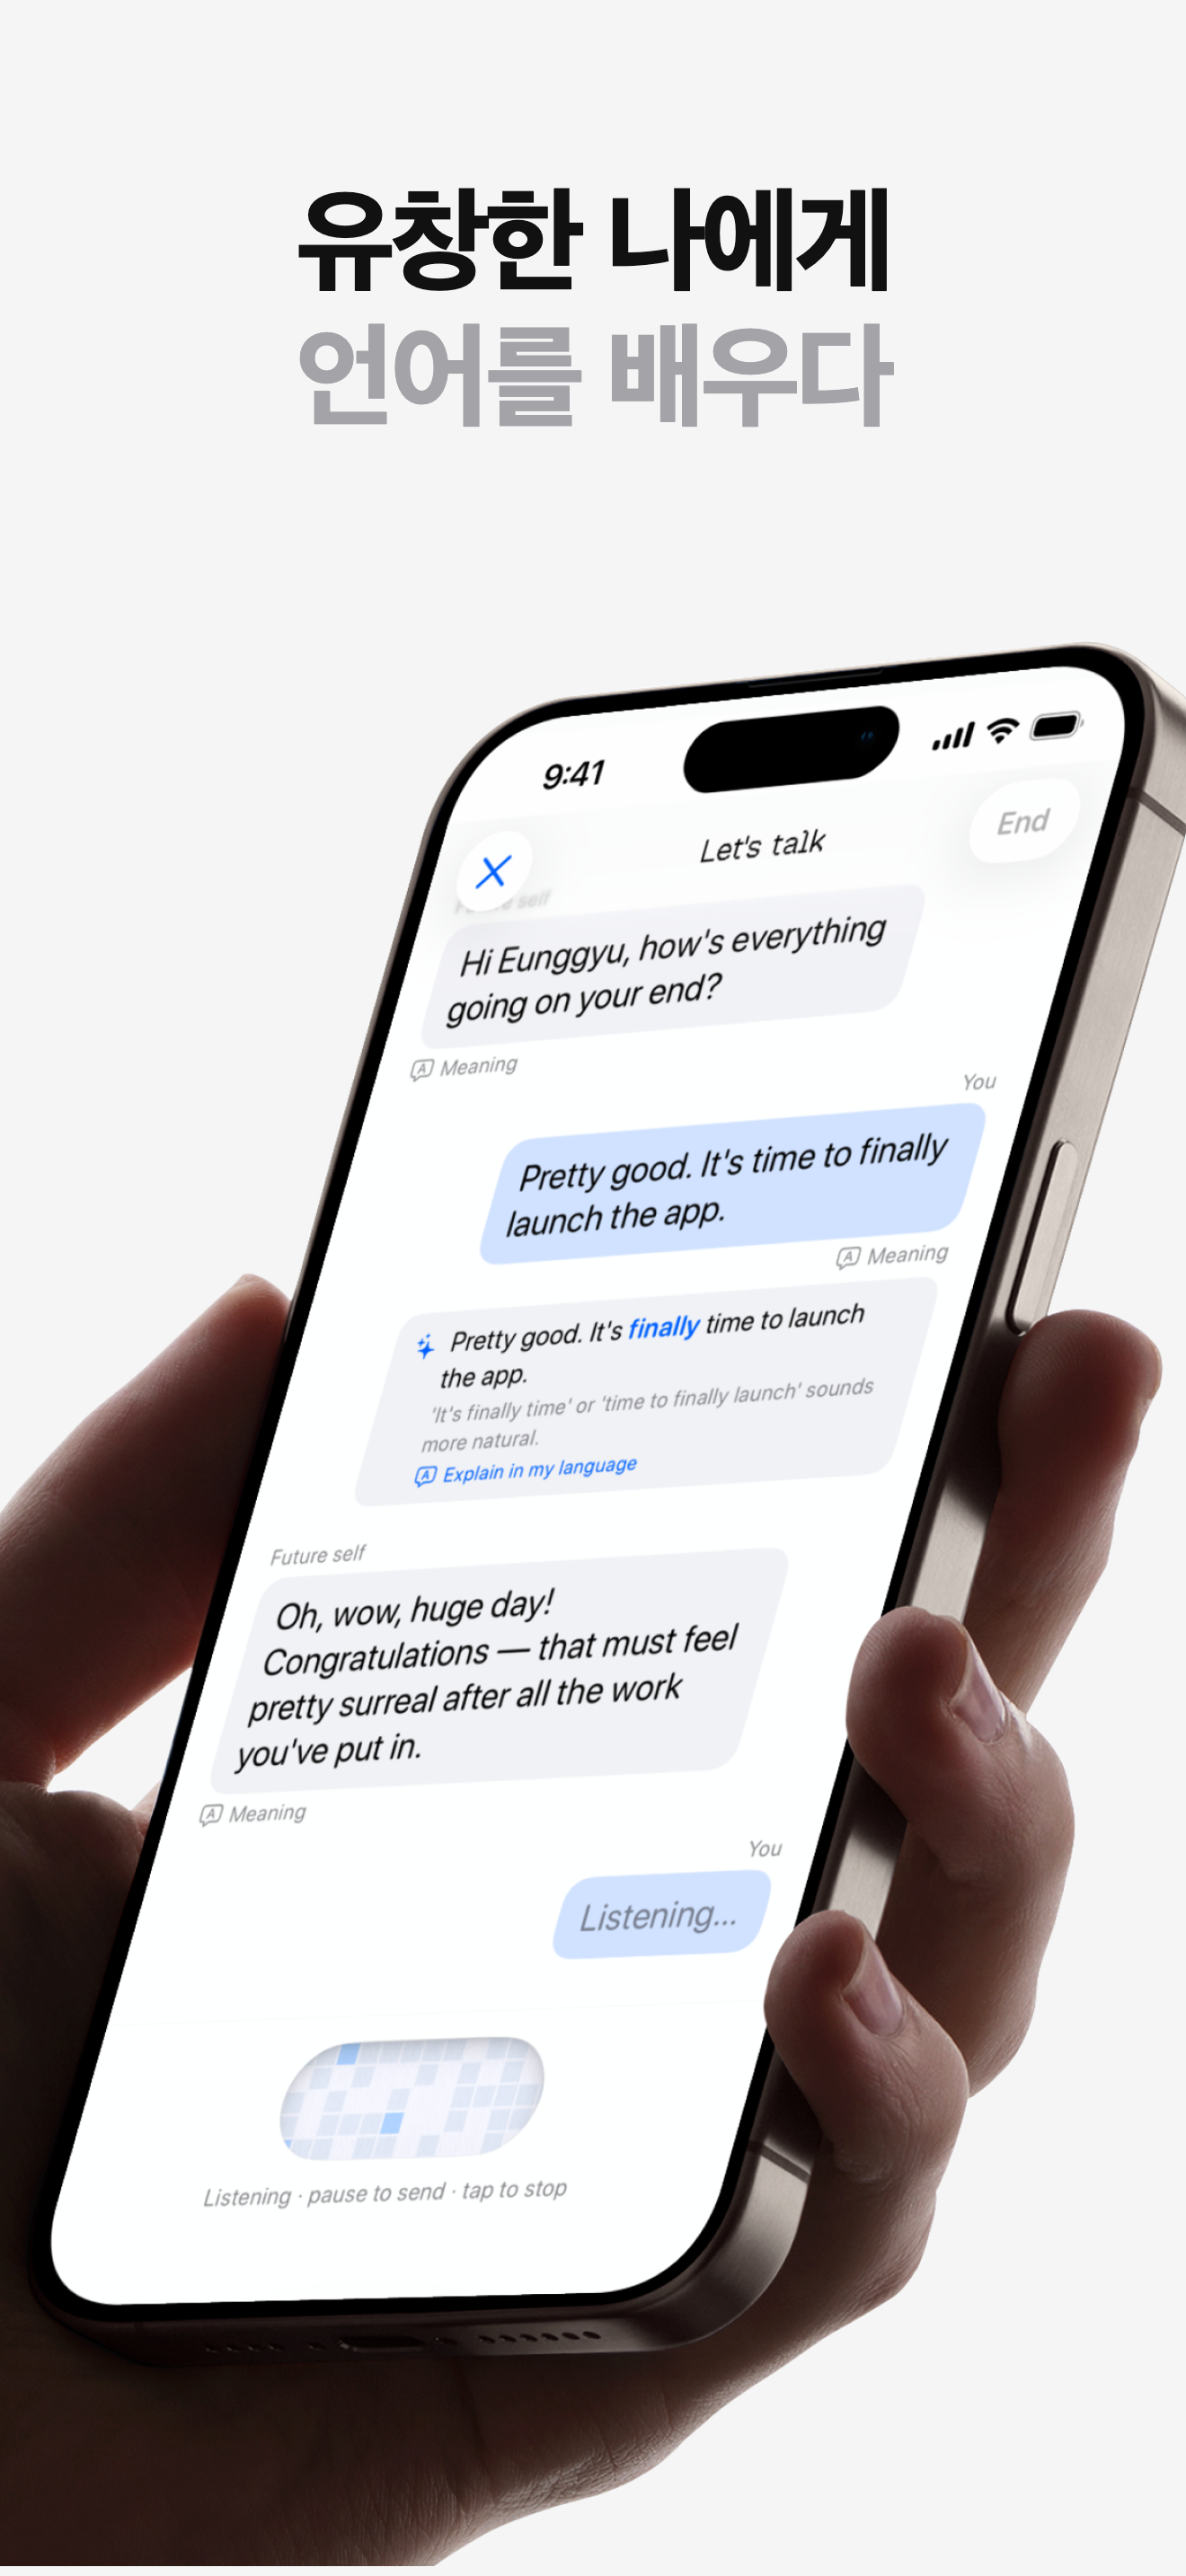 유창한 나에게
언어를 배우다
9:41
Let's talk
End
self
Hi Eunggyu, how's everything
going on your end?
Meaning
You
Pretty good. It's time to finally
launch the app.
Meaning
Pretty good. It's finally time to launch
the app.
'It's finally time' or 'time to finally launch' sounds
more natural.
Explain in my language
Future self
Oh, wow, huge day!
Congratulations — that must feel
pretty surreal after all the work
you've put in.
Meaning
You
Listening...
Listening · pause to send · tap to stop